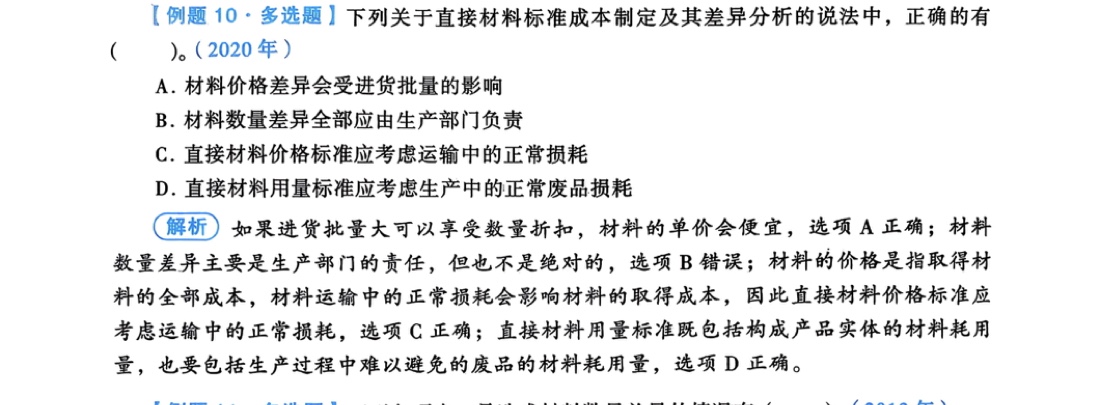 【例题 10·多选题】下列关于直接材料标准成本制定及其差异分析的说法中，正确的有
(　　)。（2020 年）
A. 材料价格差异会受进货批量的影响
B. 材料数量差异全部应由生产部门负责
C. 直接材料价格标准应考虑运输中的正常损耗
D. 直接材料用量标准应考虑生产中的正常废品损耗
解析 如果进货批量大可以享受数量折扣，材料的单价会便宜，选项 A 正确；材料
数量差异主要是生产部门的责任，但也不是绝对的，选项 B 错误；材料的价格是指取得材
料的全部成本，材料运输中的正常损耗会影响材料的取得成本，因此直接材料价格标准应
考虑运输中的正常损耗，选项 C 正确；直接材料用量标准既包括构成产品实体的材料耗用
量，也要包括生产过程中难以避免的废品的材料耗用量，选项 D 正确。